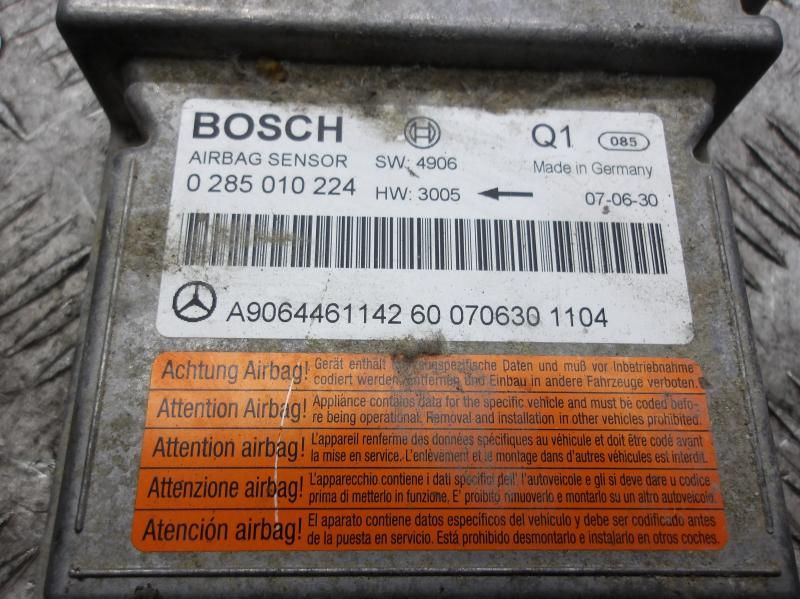 BOSCH
Q1 085
AIRBAG SENSOR SW: 4906 Made in Germany
0 285 010 224 HW: 3005 07-06-30
A9064461142 60 070630 1104
Achtung Airbag! Gerät enthält fahrzeugspezifische Daten und muß vor Inbetriebnahme
codiert werden. Entfernen und Einbau in andere Fahrzeuge verboten.
Attention Airbag! Appliance contains data for the specific vehicle and must be coded befo-
re being operational. Removal and installation in other vehicles prohibited.
Attention airbag! L'appareil renferme des données spécifiques au véhicule et doit être codé avant
la mise en service. L'enlèvement et le montage dans d'autres véhicules est interdit.
Attenzione airbag! L'apparecchio contiene i dati specifici dell' l'autoveicole e gli si deve dare u codice
prima di metterlo in funzione. E' proibito rimuoverlo e montarlo su un altro autoveicolo.
Atención airbag! El aparato contiene datos específicos del vehículo y debe ser codificado antes
de la puesta en servicio. Está prohibido desmontarlo e instalarlo en otros coches.